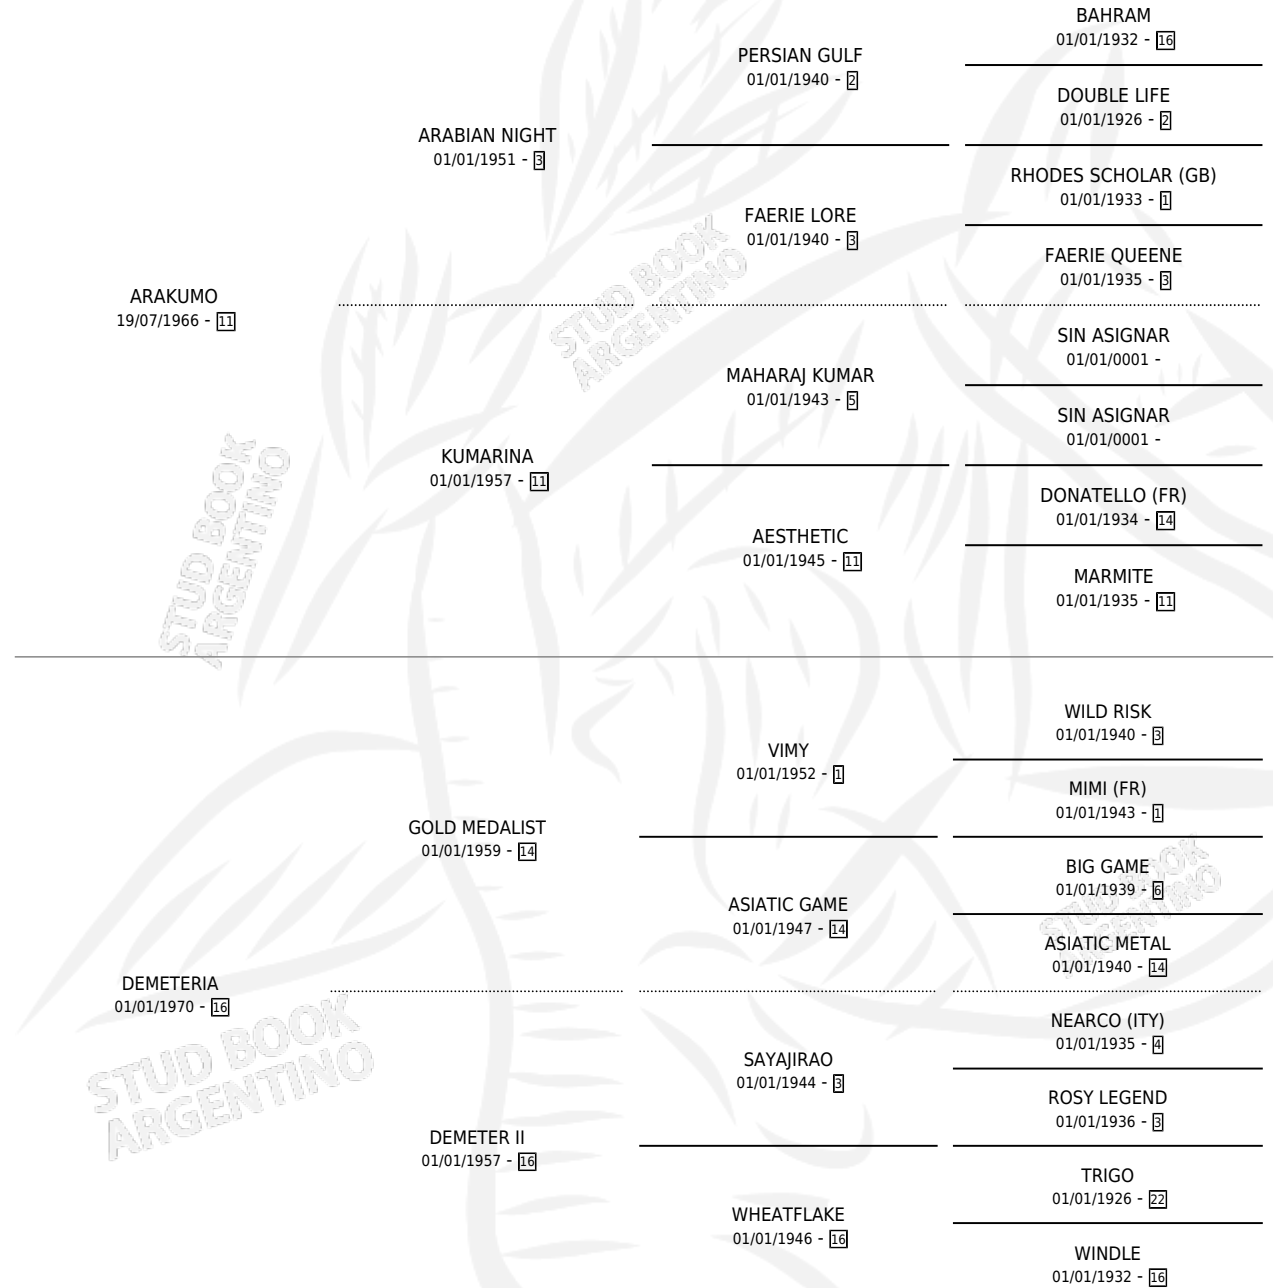 BAHRAM
01/01/1932 - 16
PERSIAN GULF
01/01/1940 - 2
DOUBLE LIFE
01/01/1926 - 2
ARABIAN NIGHT
01/01/1951 - 3
RHODES SCHOLAR (GB)
01/01/1933 - 1
FAERIE LORE
01/01/1940 - 3
FAERIE QUEENE
01/01/1935 - 3
ARAKUMO
19/07/1966 - 11
STUD BOOK
ARGENTINO
SIN ASIGNAR
01/01/0001 -
MAHARAJ KUMAR
01/01/1943 - 5
SIN ASIGNAR
01/01/0001 -
KUMARINA
01/01/1957 - 11
DONATELLO (FR)
01/01/1934 - 14
AESTHETIC
01/01/1945 - 11
MARMITE
01/01/1935 - 11
STUD BOOK
ARGENTINO
WILD RISK
01/01/1940 - 3
VIMY
01/01/1952 - 1
MIMI (FR)
01/01/1943 - 1
GOLD MEDALIST
01/01/1959 - 14
BIG GAME
01/01/1939 - 6
STUD BOOK
ARGENTINO
ASIATIC GAME
01/01/1947 - 14
ASIATIC METAL
01/01/1940 - 14
DEMETERIA
01/01/1970 - 16
STUD BOOK
ARGENTINO
NEARCO (ITY)
01/01/1935 - 4
SAYAJIRAO
01/01/1944 - 3
ROSY LEGEND
01/01/1936 - 3
DEMETER II
01/01/1957 - 16
TRIGO
01/01/1926 - 22
WHEATFLAKE
01/01/1946 - 16
WINDLE
01/01/1932 - 16